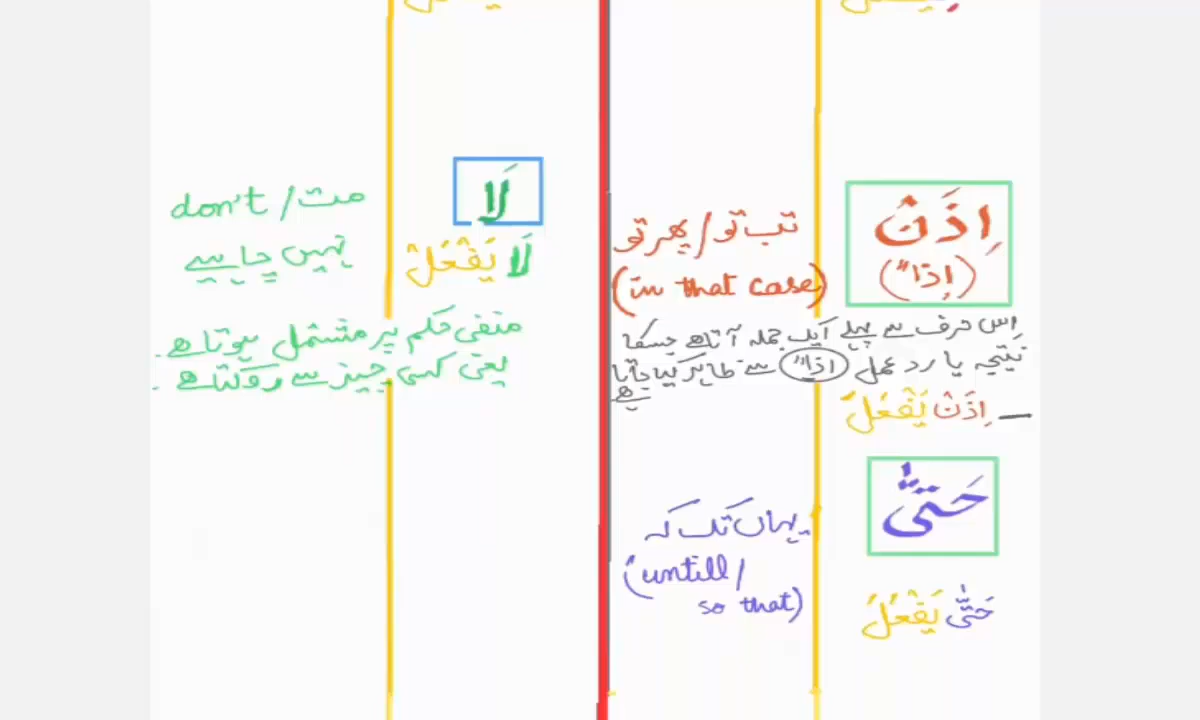 اِذَنْ
(اِذًا)
تب تو / پھر تو
(in that case)
اِس حرف سے پہلے ایک جملہ آتا ہے جسکا
نتیجہ یا رد عمل اذًا سے ظاہر کیا جاتا
ہے
— اِذَنْ يَفْعَلَ
حَتّٰى
یہاں تک کہ
(untill /
so that)
حَتّٰى يَفْعَلَ
لَا
مت / don't
لَا يَفْعَلْ
نہیں چاہیے
منفی حکم پر مشتمل ہوتا ہے۔
یعنی کسی چیز سے روکتا ہے۔